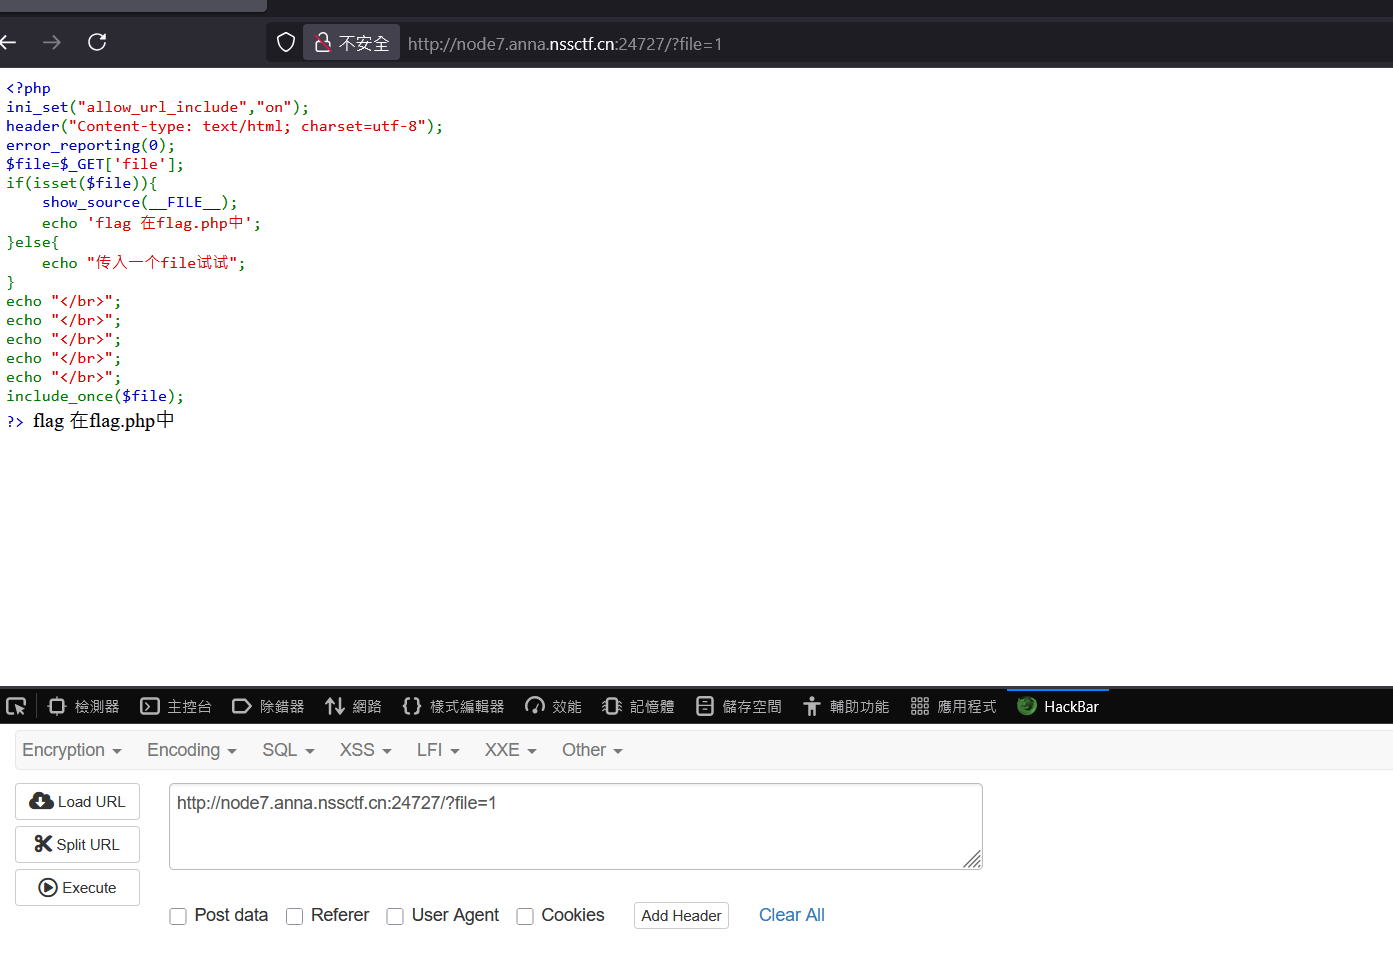 不安全 http://node7.anna.nssctf.cn:24727/?file=1
<?php
ini_set("allow_url_include","on");
header("Content-type: text/html; charset=utf-8");
error_reporting(0);
$file=$_GET['file'];
if(isset($file)){
    show_source(__FILE__);
    echo 'flag 在flag.php中';
}else{
    echo "传入一个file试试";
}
echo "</br>";
echo "</br>";
echo "</br>";
echo "</br>";
echo "</br>";
include_once($file);
?> flag 在flag.php中
檢測器 主控台 除錯器 網路 樣式編輯器 效能 記憶體 儲存空間 輔助功能 應用程式 HackBar
Encryption Encoding SQL XSS LFI XXE Other
Load URL
http://node7.anna.nssctf.cn:24727/?file=1
Split URL
Execute
Post data Referer User Agent Cookies Add Header Clear All